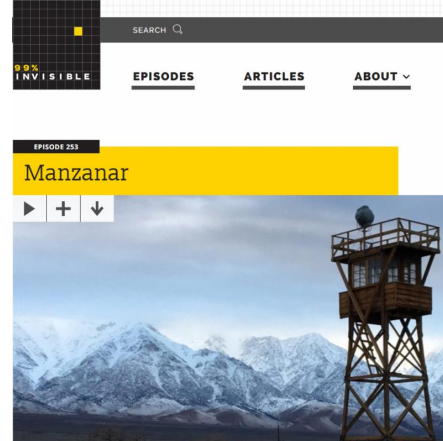 SEARCH
99%
INVISIBLE
EPISODES
ARTICLES
ABOUT
EPISODE 253
Manzanar